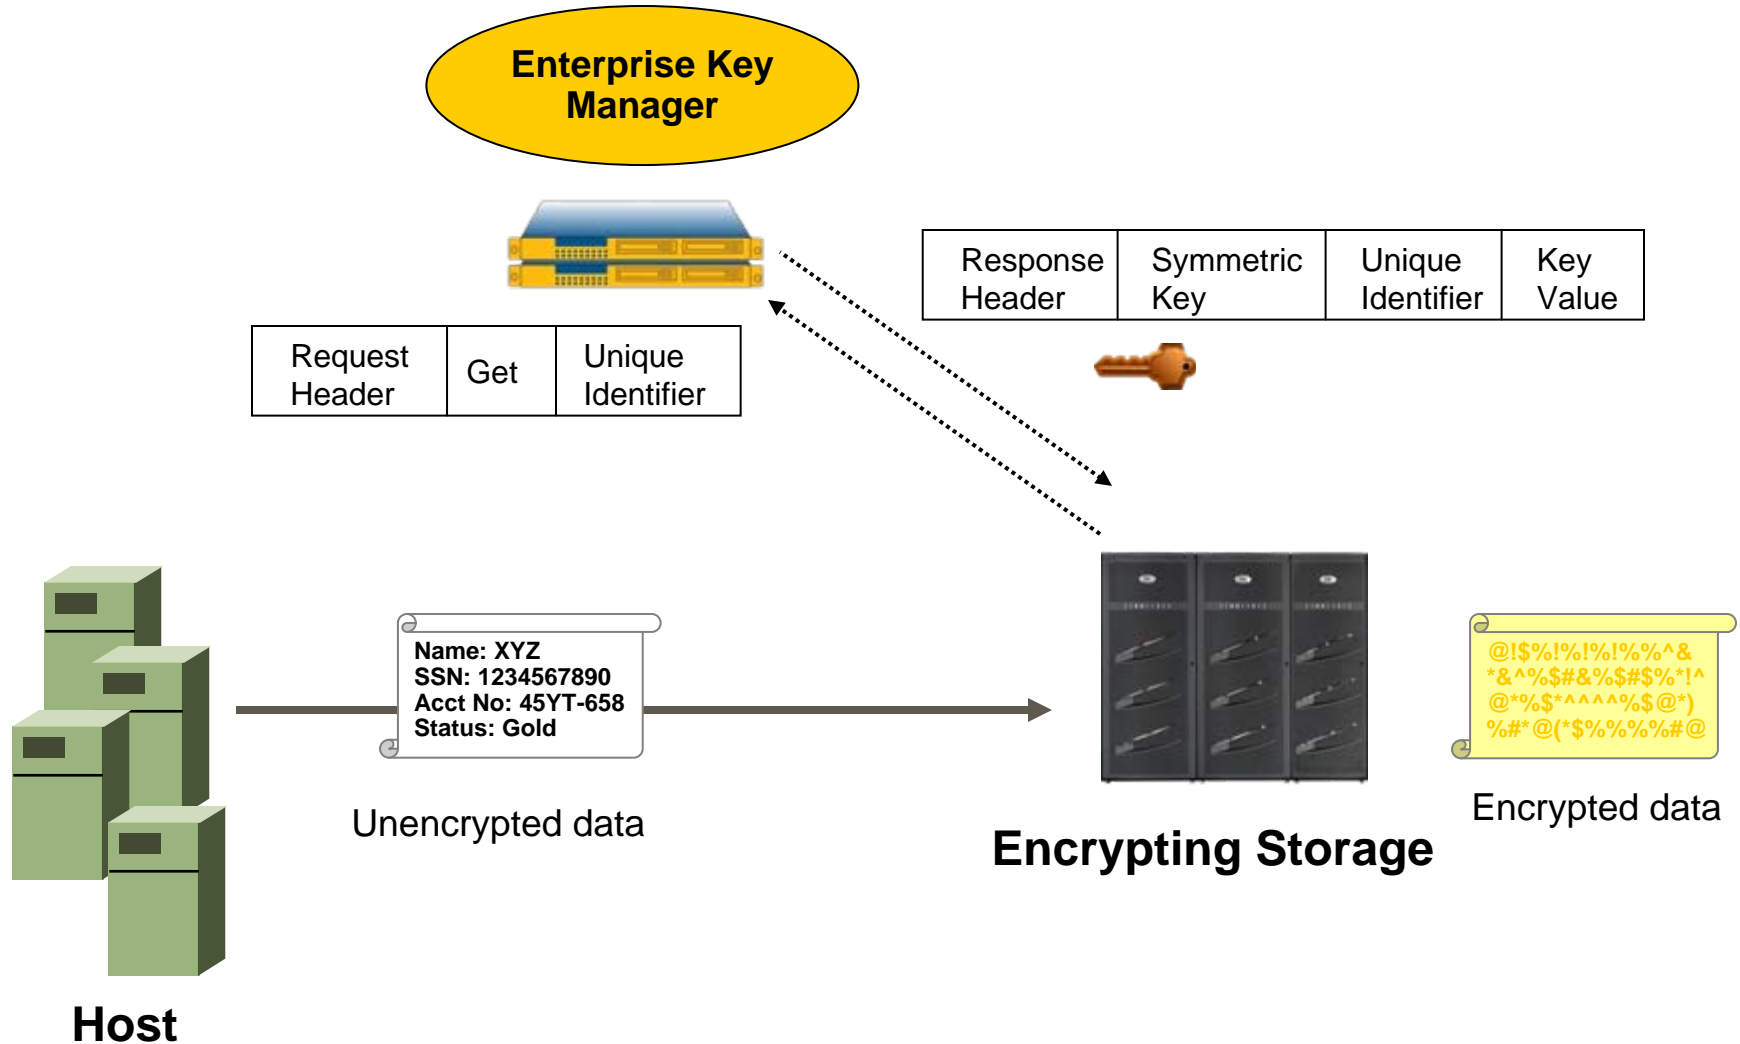 Enterprise Key
Manager
Response
Header
Symmetric
Key
Unique
Identifier
Key
Value
Request
Header
Get
Unique
Identifier
Name: XYZ
SSN: 1234567890
Acct No: 45YT-658
Status: Gold
@!$%!%!%!%%^&
*&^%$#&%$#$%*!^
@*%$*^^^^%$@*)
%#*@(*$%%%%#@
Unencrypted data
Encrypting Storage
Encrypted data
Host